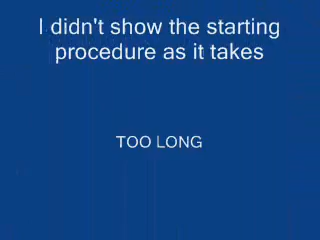 I didn't show the starting
procedure as it takes
TOO LONG